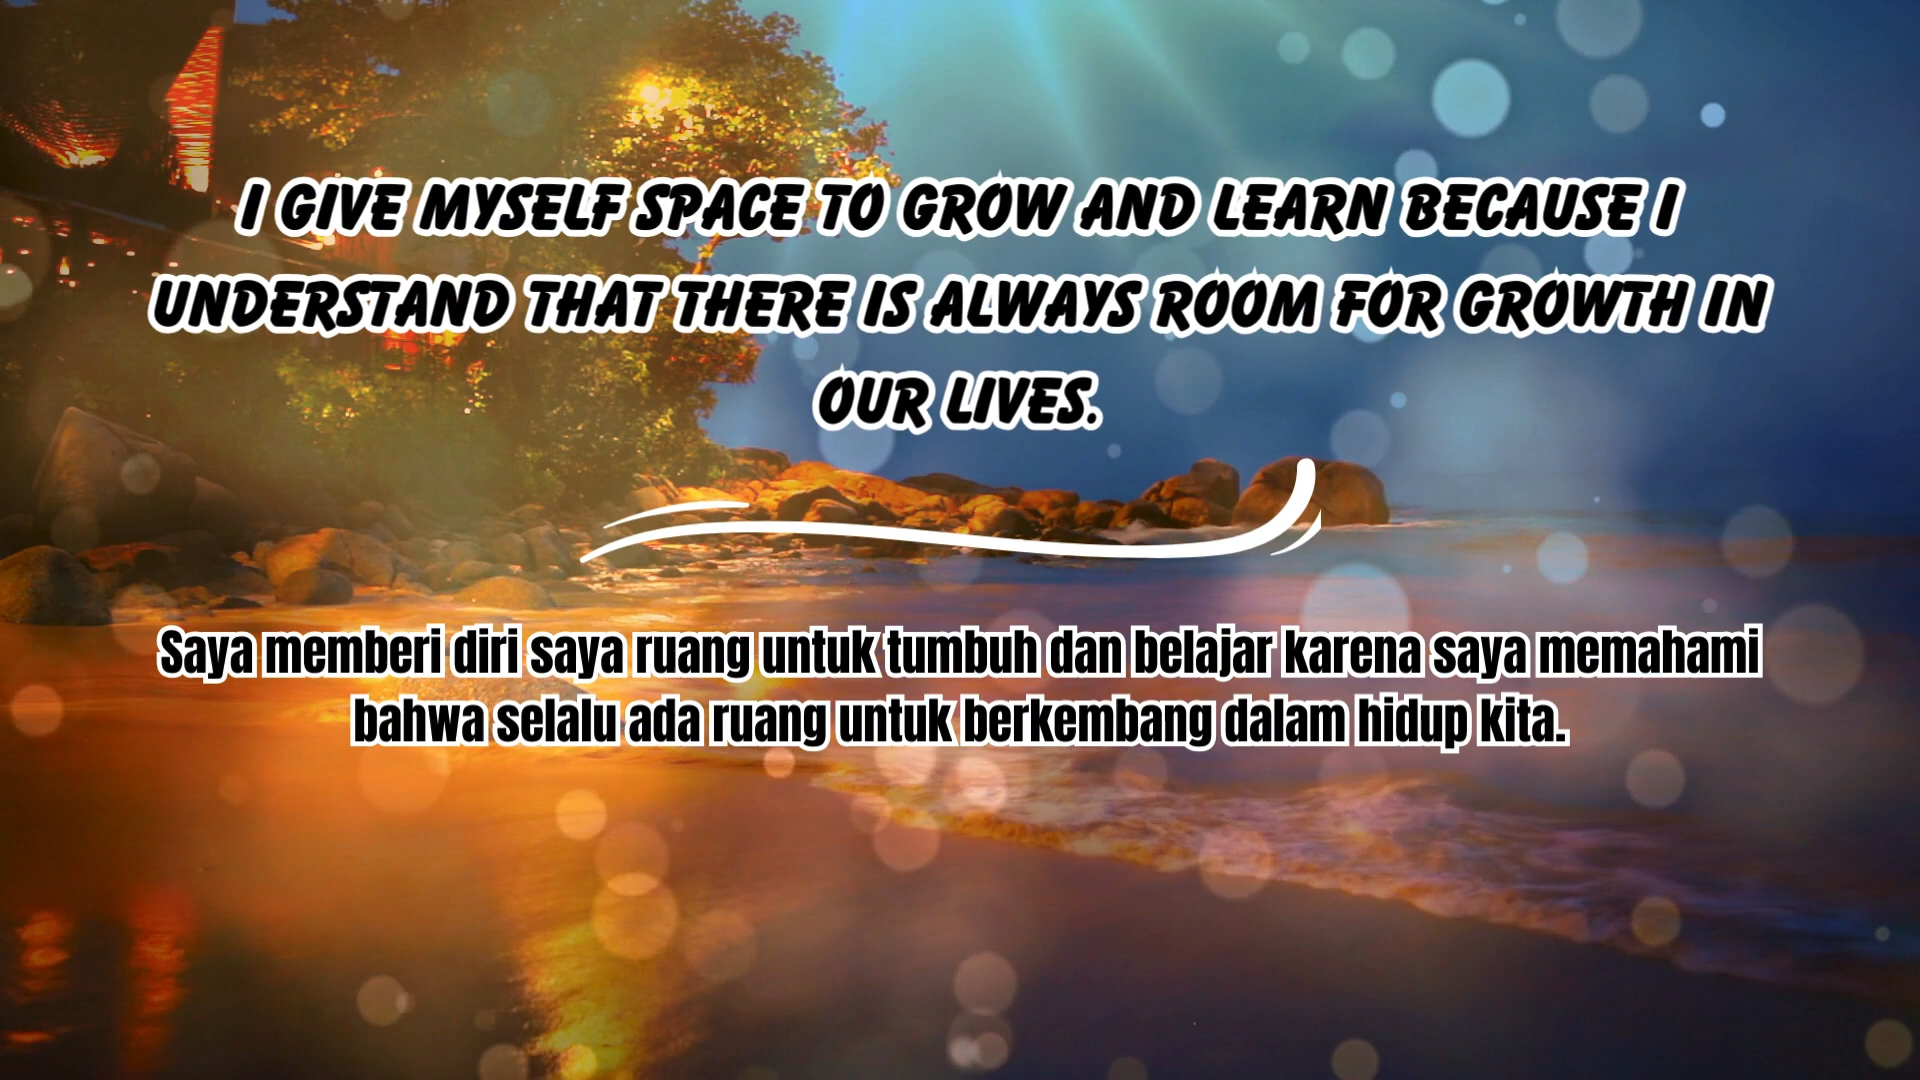 I GIVE MYSELF SPACE TO GROW AND LEARN BECAUSE I
UNDERSTAND THAT THERE IS ALWAYS ROOM FOR GROWTH IN
OUR LIVES.
Saya memberi diri saya ruang untuk tumbuh dan belajar karena saya memahami
bahwa selalu ada ruang untuk berkembang dalam hidup kita.